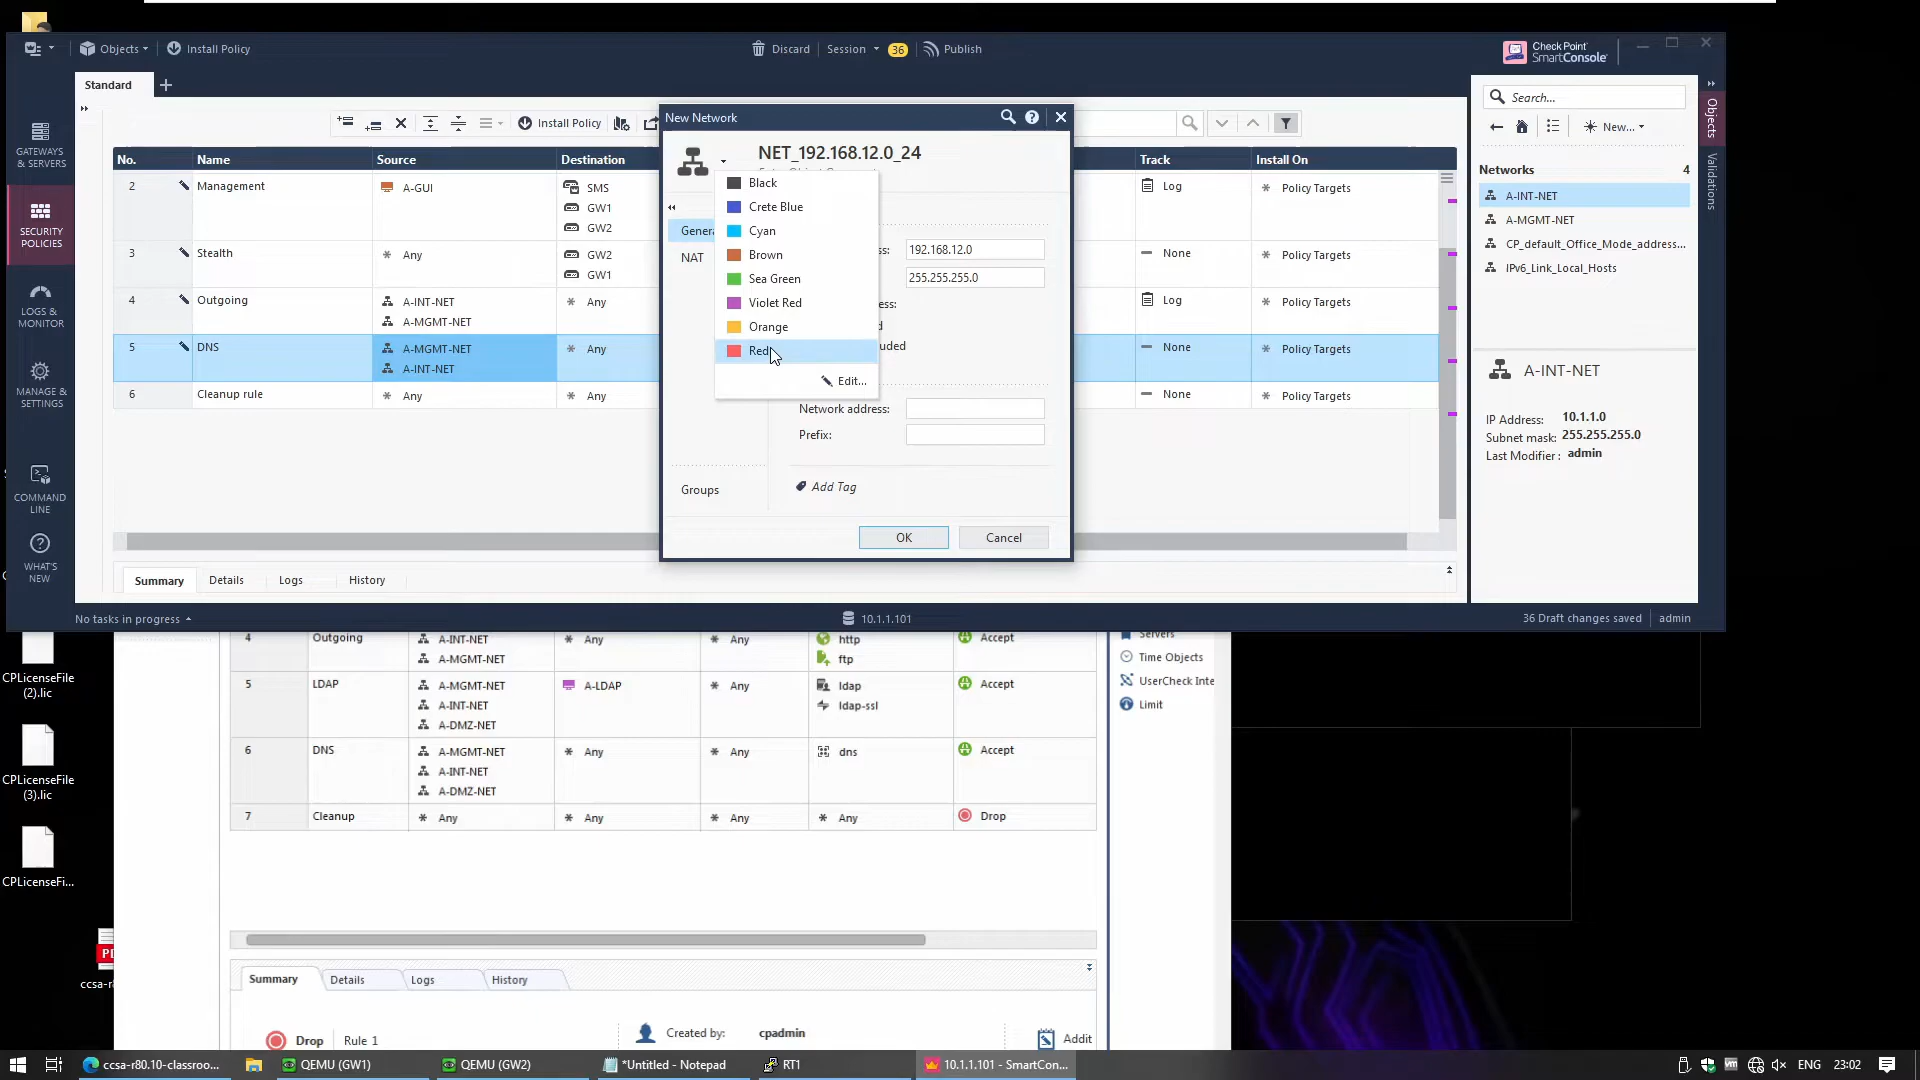 Objects
Install Policy
Discard
Session
36
Publish
Check Point
SmartConsole
Standard
Install Policy
No. Name Source Destination Track Install On
2 Management A-GUI SMS Log Policy Targets
GW1
GW2
3 Stealth Any GW2 None Policy Targets
GW1
4 Outgoing A-INT-NET Any Log Policy Targets
A-MGMT-NET
5 DNS A-MGMT-NET Any None Policy Targets
A-INT-NET
6 Cleanup rule Any Any None Policy Targets
Summary Details Logs History
GATEWAYS
& SERVERS
SECURITY
POLICIES
LOGS &
MONITOR
MANAGE &
SETTINGS
COMMAND
LINE
WHAT'S
NEW
New Network
NET_192.168.12.0_24
General
NAT
Groups
Black
Crete Blue
Cyan
Brown
Sea Green
Violet Red
Orange
Red
Edit...
192.168.12.0
255.255.255.0
Network address:
Prefix:
Add Tag
OK
Cancel
Search...
New...
Networks 4
A-INT-NET
A-MGMT-NET
CP_default_Office_Mode_address...
IPv6_Link_Local_Hosts
A-INT-NET
IP Address: 10.1.1.0
Subnet mask: 255.255.255.0
Last Modifier: admin
Objects
Validations
No tasks in progress
10.1.1.101
36 Draft changes saved
admin
4 Outgoing A-INT-NET Any Any http Accept
A-MGMT-NET ftp
5 LDAP A-MGMT-NET A-LDAP Any ldap Accept
A-INT-NET ldap-ssl
A-DMZ-NET
6 DNS A-MGMT-NET Any Any dns Accept
A-INT-NET
A-DMZ-NET
7 Cleanup Any Any Any Any Drop
Servers
Time Objects
UserCheck Inte
Limit
Summary Details Logs History
Drop Rule 1
Created by: cpadmin
Addit
CPLicenseFile
(2).lic
CPLicenseFile
(3).lic
CPLicenseFi...
ccsa-r8
ccsa-r80.10-classroo...
QEMU (GW1)
QEMU (GW2)
*Untitled - Notepad
RT1
10.1.1.101 - SmartCon...
ENG
23:02